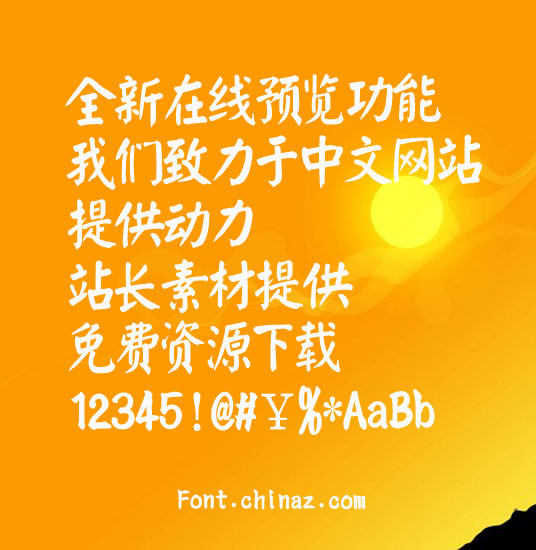 全新在线预览功能
我们致力于中文网站
提供动力
站长素材提供
免费资源下载
12345!@#￥%*AaBb
Font.chinaz.com